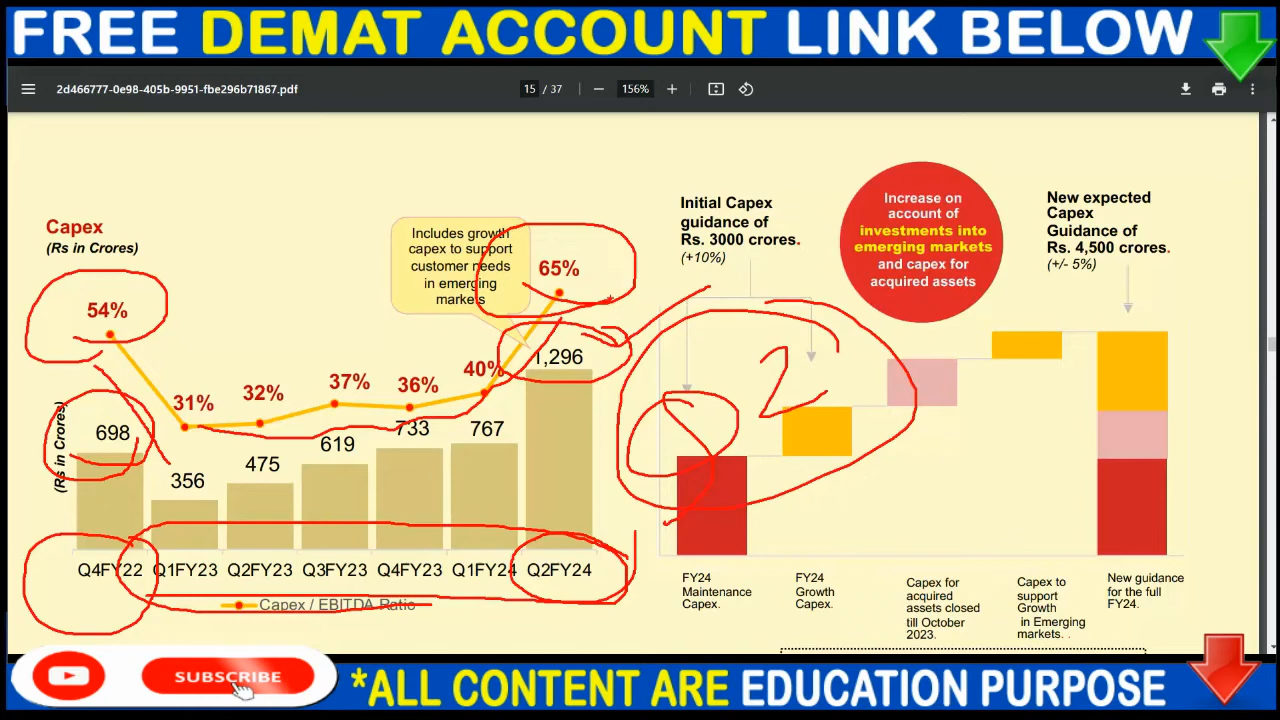 FREE DEMAT ACCOUNT LINK BELOW
2d466777-0e98-405b-9951-fbe296b71867.pdf
15 / 37
156%
Capex
(Rs in Crores)
Includes growth
capex to support
customer needs
in emerging
markets
54%
31%
32%
37%
36%
40%
65%
(Rs in Crores)
698
356
475
619
733
767
1,296
Q4FY22
Q1FY23
Q2FY23
Q3FY23
Q4FY23
Q1FY24
Q2FY24
Capex / EBITDA Ratio
Initial Capex
guidance of
Rs. 3000 crores.
(+10%)
Increase on
account of
investments into
emerging markets
and capex for
acquired assets
New expected
Capex
Guidance of
Rs. 4,500 crores.
(+/- 5%)
2
FY24
Maintenance
Capex.
FY24
Growth
Capex.
Capex for
acquired
assets closed
till October
2023.
Capex to
support
Growth
in Emerging
markets. .
New guidance
for the full
FY24.
SUBSCRIBE
*ALL CONTENT ARE EDUCATION PURPOSE